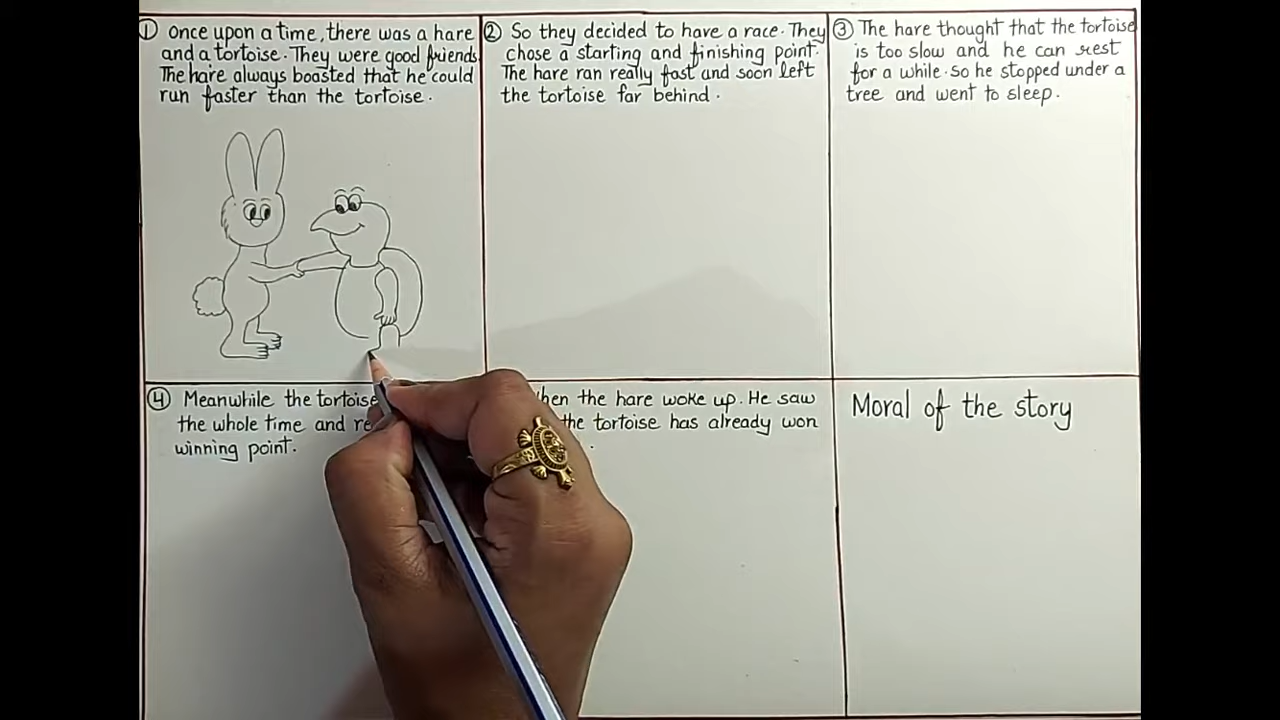 ① Once upon a time, there was a hare
and a tortoise. They were good friends.
The hare always boasted that he could
run faster than the tortoise.
② So they decided to have a race. They
chose a starting and finishing point.
The hare ran really fast and soon left
the tortoise far behind.
③ The hare thought that the tortoise
is too slow and he can rest
for a while. So he stopped under a
tree and went to sleep.
④ Meanwhile the tortoise
the whole time and
winning point.
the hare woke up. He saw
the tortoise has already won
Moral of the story